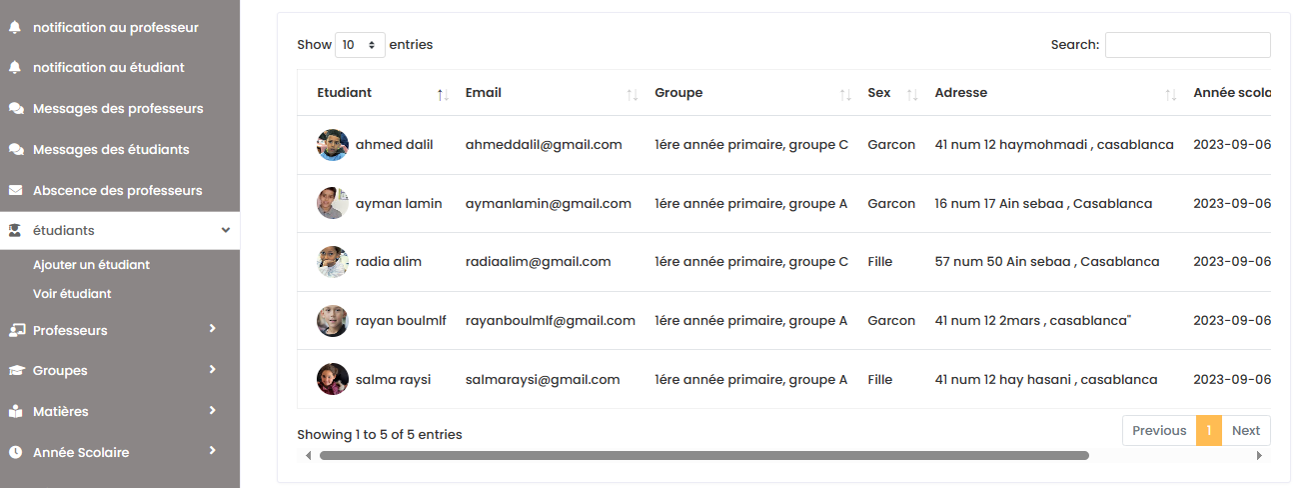 notification au professeur
notification au étudiant
Messages des professeurs
Messages des étudiants
Abscence des professeurs
étudiants
Ajouter un étudiant
Voir étudiant
Professeurs
Groupes
Matières
Année Scolaire
Show 10 entries Search:
Etudiant Email Groupe Sex Adresse Année scola
ahmed dalil ahmeddalil@gmail.com 1ére année primaire, groupe C Garcon 41 num 12 haymohmadi , casablanca 2023-09-06
ayman lamin aymanlamin@gmail.com 1ére année primaire, groupe A Garcon 16 num 17 Ain sebaa , Casablanca 2023-09-06
radia alim radiaalim@gmail.com 1ére année primaire, groupe C Fille 57 num 50 Ain sebaa , Casablanca 2023-09-06
rayan boulmlf rayanboulmlf@gmail.com 1ére année primaire, groupe A Garcon 41 num 12 2mars , casablanca" 2023-09-06
salma raysi salmaraysi@gmail.com 1ére année primaire, groupe A Fille 41 num 12 hay hasani , casablanca 2023-09-06
Showing 1 to 5 of 5 entries Previous 1 Next